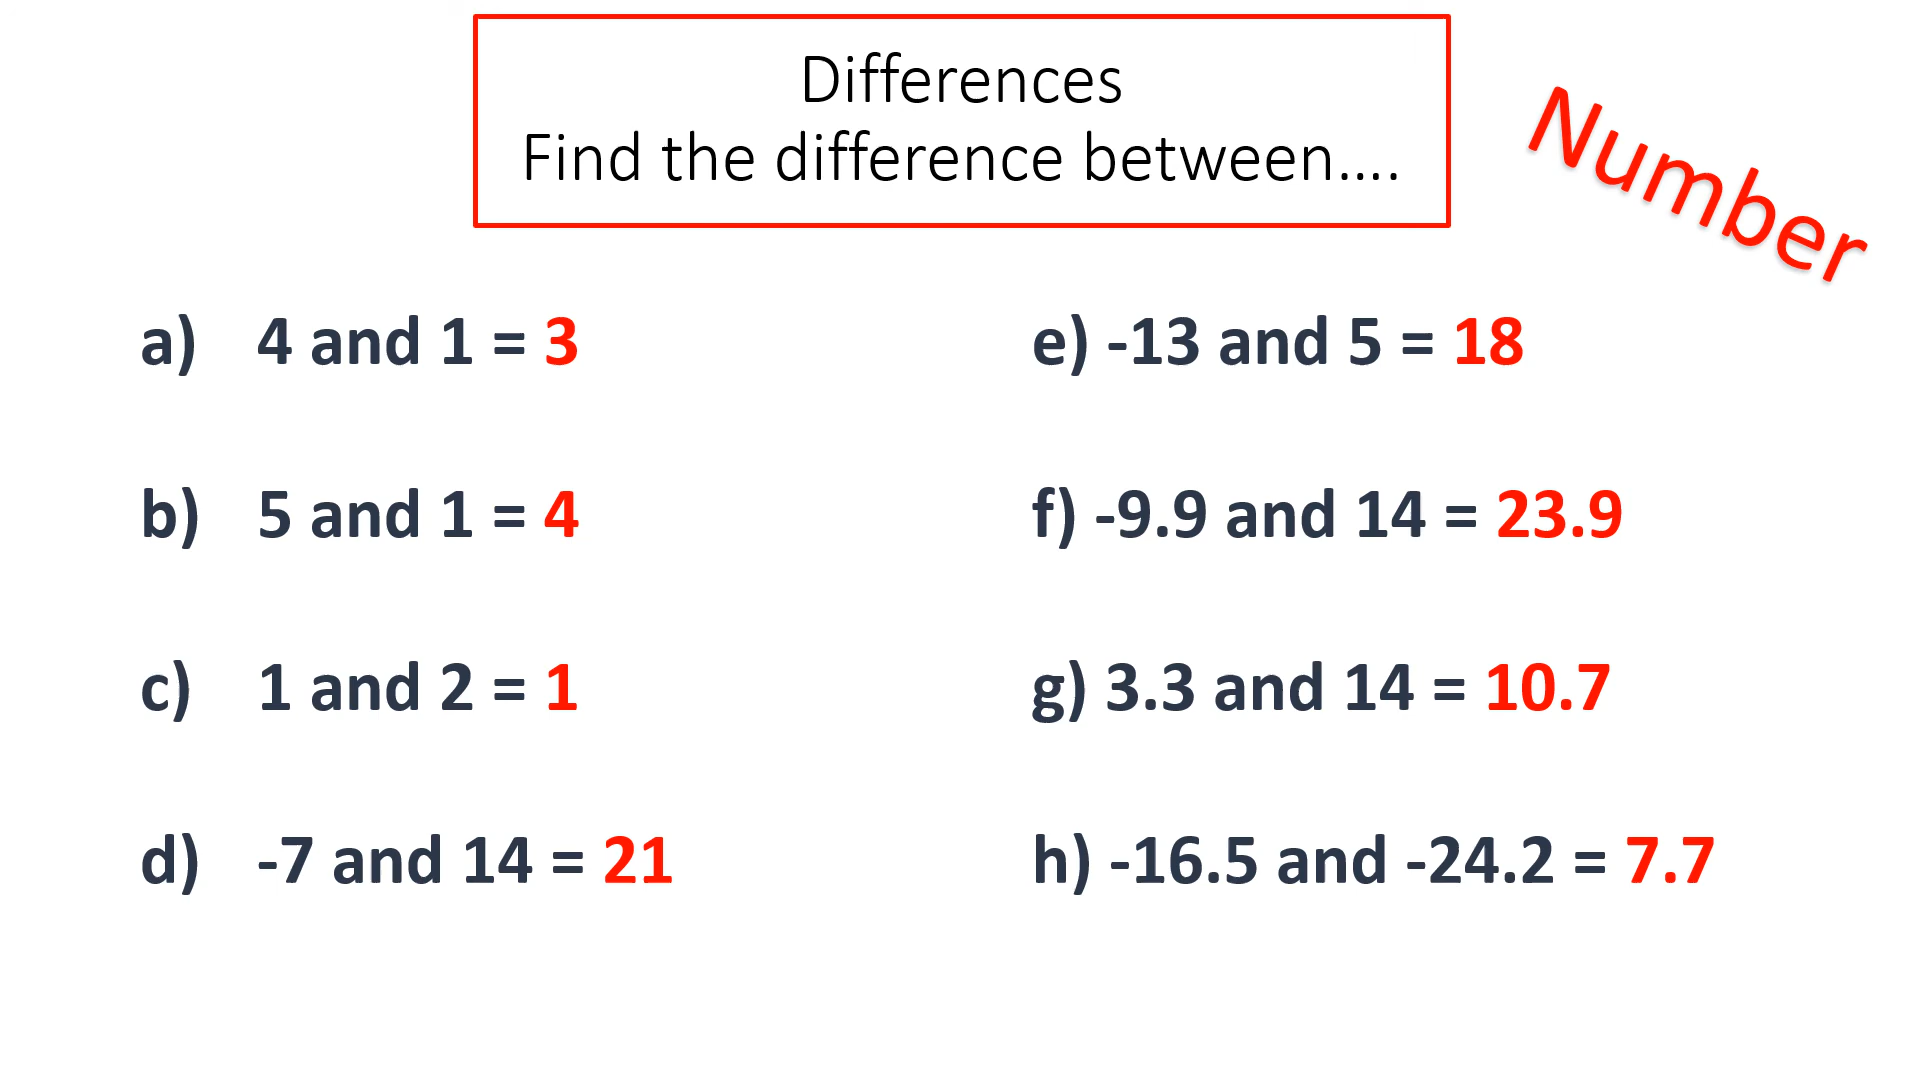 Differences
Find the difference between....
Number
a) 4 and 1 = 3
b) 5 and 1 = 4
c) 1 and 2 = 1
d) -7 and 14 = 21
e) -13 and 5 = 18
f) -9.9 and 14 = 23.9
g) 3.3 and 14 = 10.7
h) -16.5 and -24.2 = 7.7